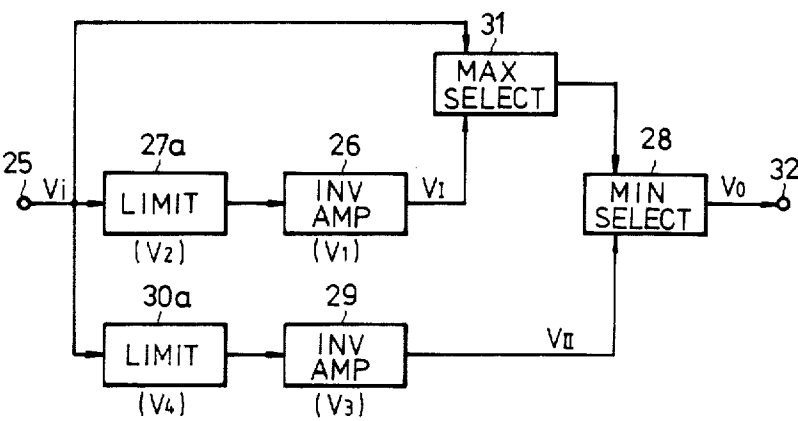 31
MAX
SELECT
27a
26
28
25
Vi
LIMIT
INV
AMP
VI
MIN
SELECT
V0
32
(V2)
(V1)
30a
29
LIMIT
INV
AMP
VII
(V4)
(V3)